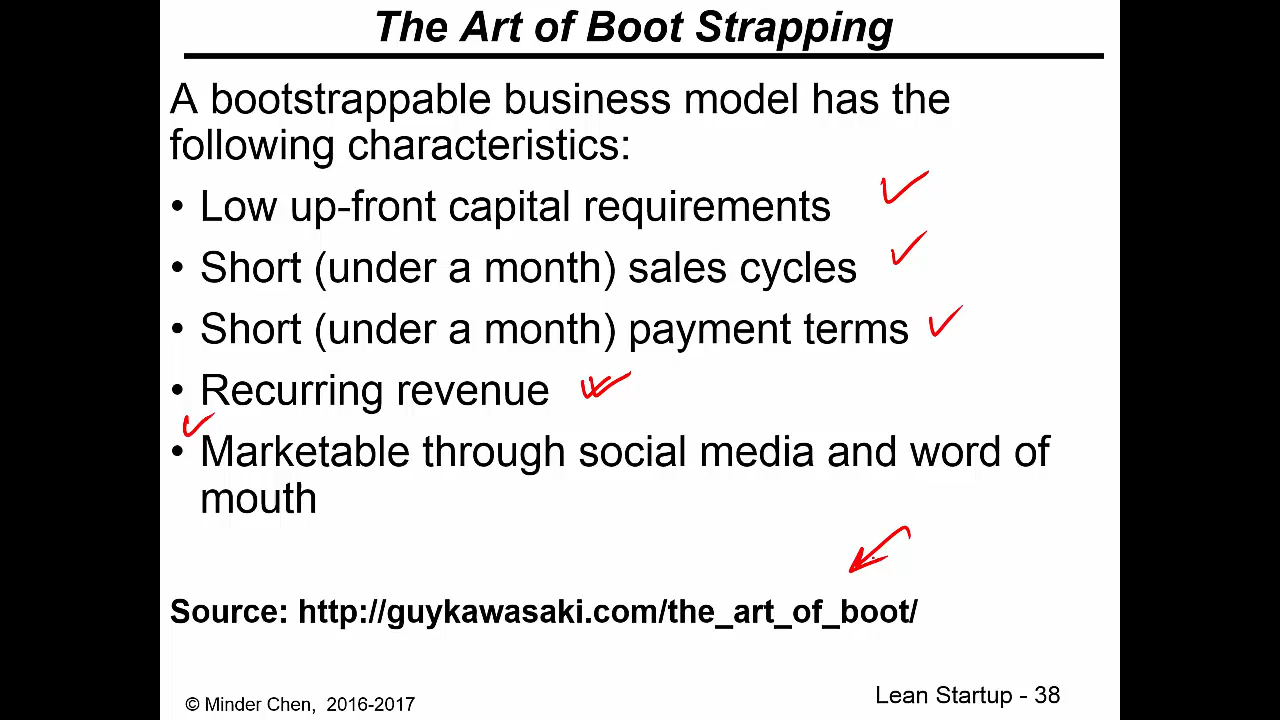 The Art of Boot Strapping
A bootstrappable business model has the
following characteristics:
• Low up-front capital requirements
• Short (under a month) sales cycles
• Short (under a month) payment terms
• Recurring revenue
• Marketable through social media and word of
mouth
Source: http://guykawasaki.com/the_art_of_boot/
© Minder Chen, 2016-2017
Lean Startup - 38